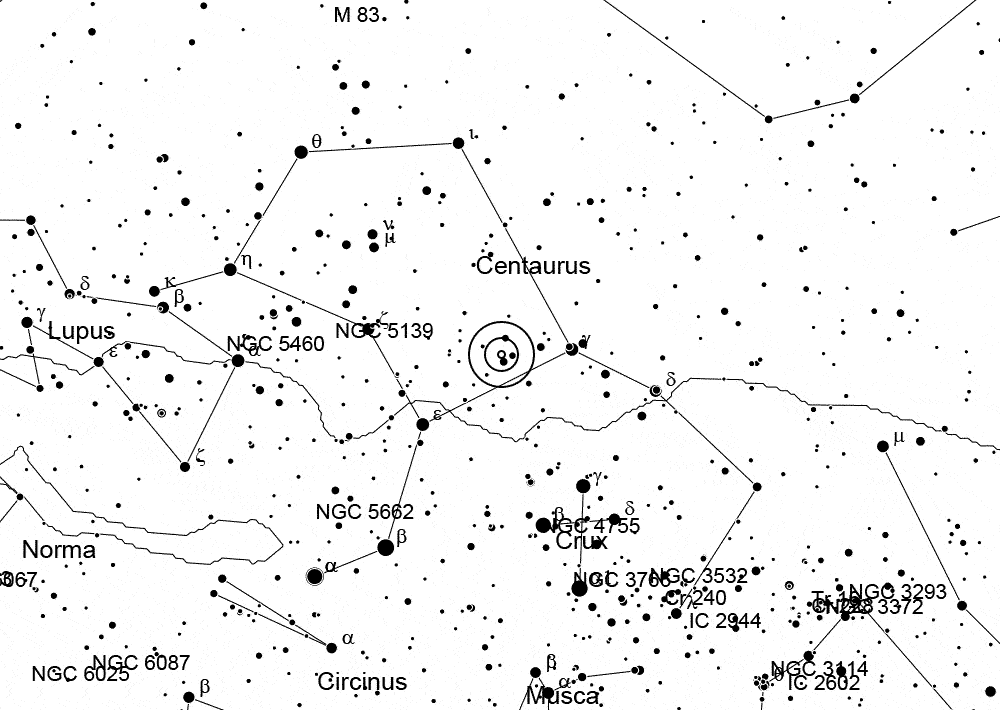 M 83
θ
ι
ν
μ
η
Centaurus
κ
δ
β
γ
ζ
Lupus
NGC 5139
NGC 5460
α
γ
ε
δ
ε
μ
ζ
γ
NGC 5662
β
δ
NGC 4755
Crux
β
Norma
α
NGC 3766
NGC 3532
Cr 240
λ
NGC 3293
NGC 3372
IC 2944
α
NGC 6087
NGC 6025
β
NGC 3114
θ
IC 2602
Circinus
β
α
Musca